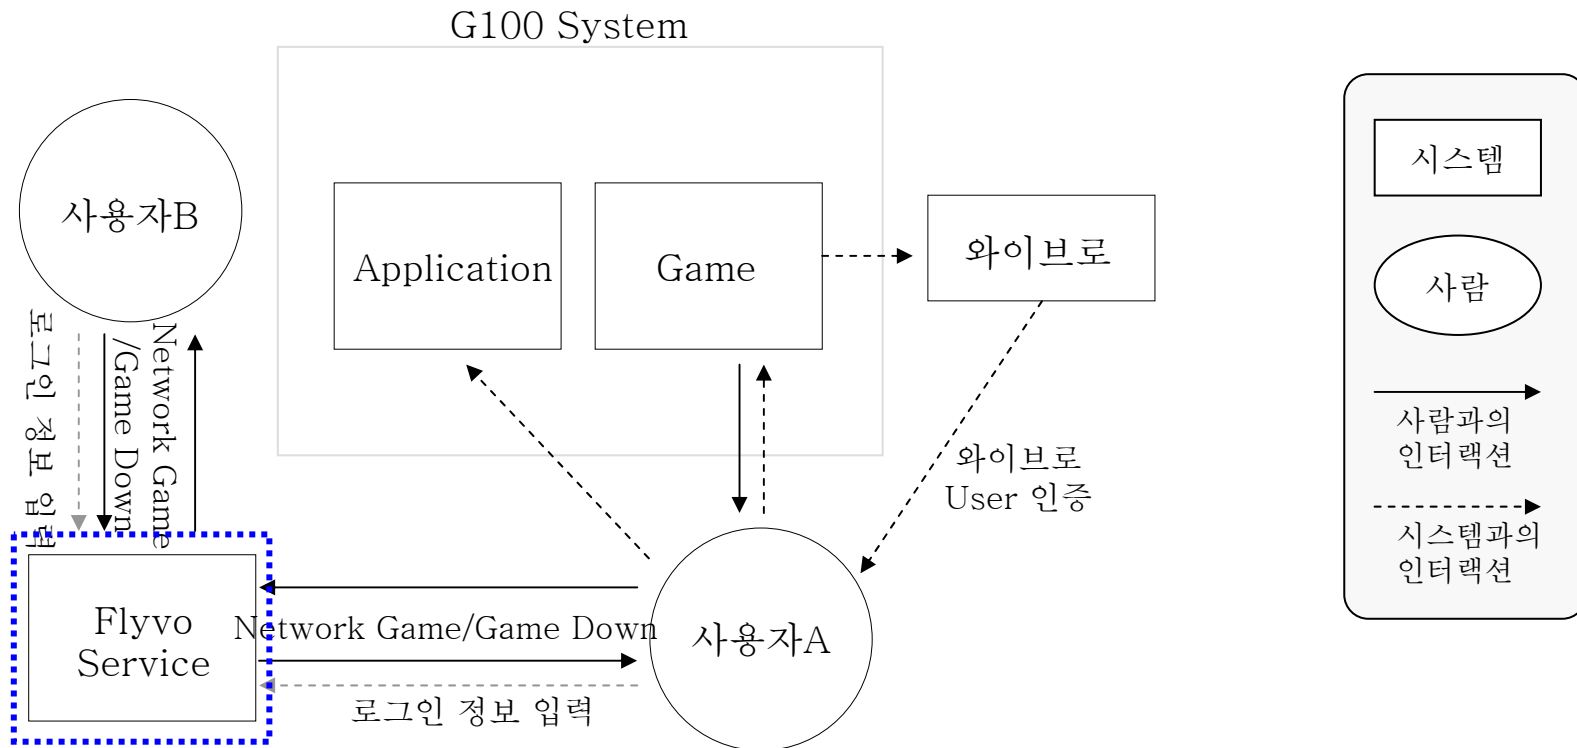 G100 System
사용자B
Application
Game
와이브로
로그인 정보 입력
Network Game
/Game Down
와이브로
User 인증
Flyvo
Service
Network Game/Game Down
사용자A
로그인 정보 입력
시스템
사람
사람과의
인터랙션
시스템과의
인터랙션